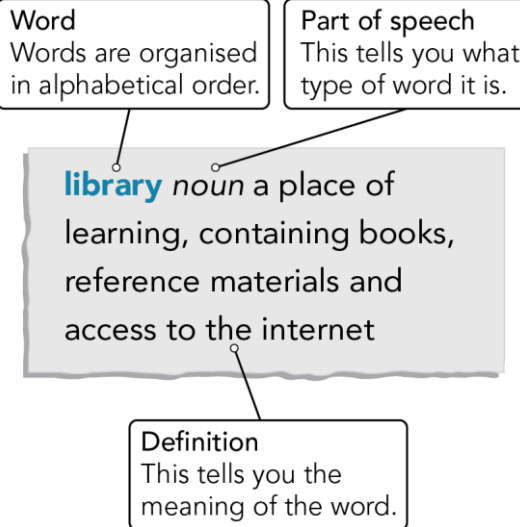 Word
Words are organised
in alphabetical order.
Part of speech
This tells you what
type of word it is.
library noun a place of
learning, containing books,
reference materials and
access to the internet
Definition
This tells you the
meaning of the word.